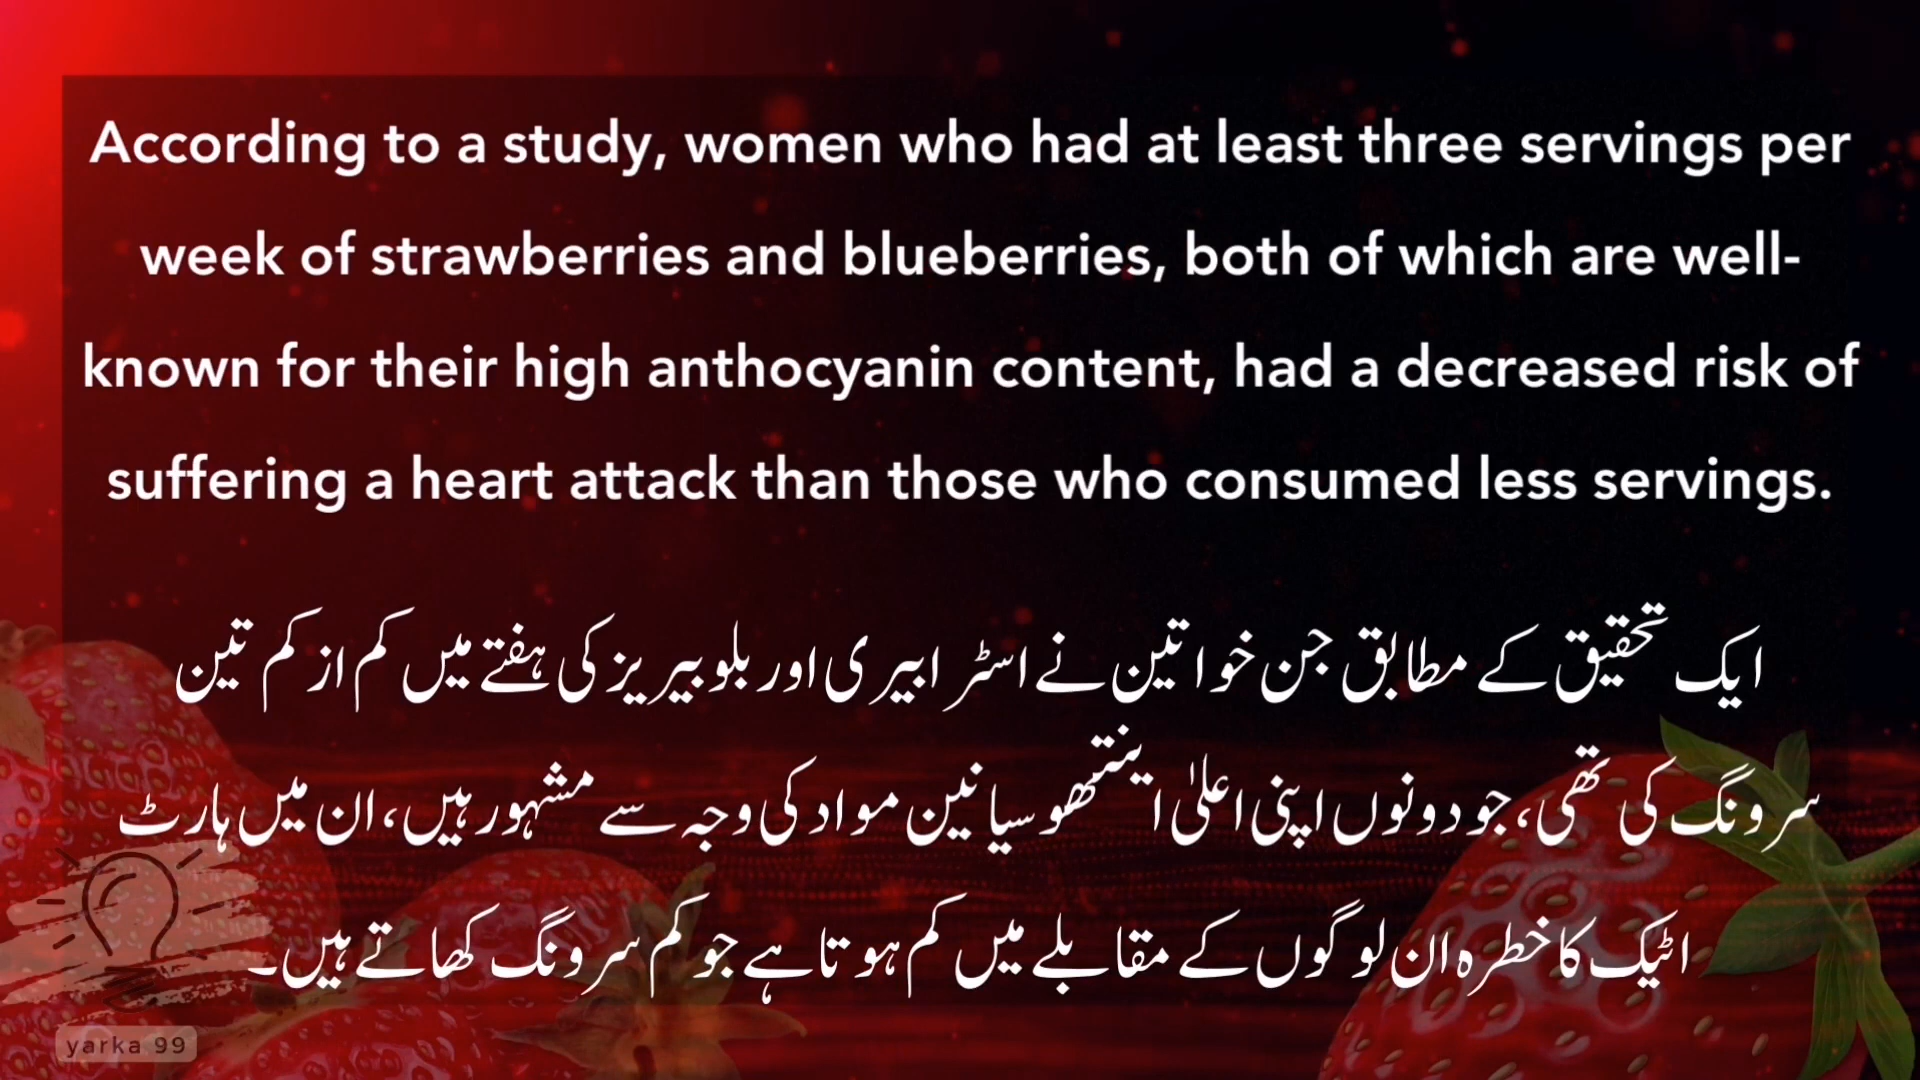 According to a study, women who had at least three servings per
week of strawberries and blueberries, both of which are well-
known for their high anthocyanin content, had a decreased risk of
suffering a heart attack than those who consumed less servings.
ایک تحقیق کے مطابق جن خواتین نے اسٹرابیری اور بلوبیریز کی ہفتے میں کم از کم تین
سرونگ کی تھی، جو دونوں اپنی اعلیٰ اینتھوسیانین مواد کی وجہ سے مشہور ہیں، ان میں ہارٹ
اٹیک کا خطرہ ان لوگوں کے مقابلے میں کم ہوتا ہے جو کم سرونگ کھاتے ہیں۔
yarka 99